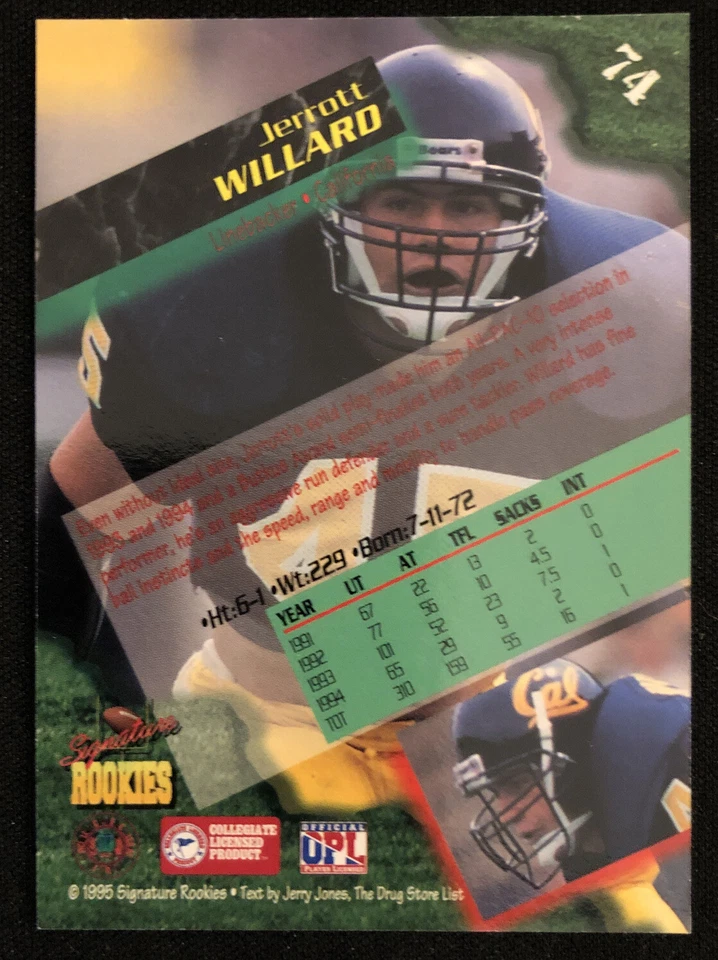 74
Jerrott
WILLARD
Linebacker • California
Bears
Even without ideal size, Jerrott's solid play made him an All-PAC-10 selection in
1993 and 1994 and a Butkus Award semi-finalist both years. A very intense
performer, he's an aggressive run defender and a sure tackler. Willard has fine
ball instincts and the speed, range and mobility to handle pass coverage.
•Ht:6-1 •Wt:229 •Born:7-11-72
YEAR UT AT TFL SACKS INT
1991 67 22 13 2 0
1992 77 56 10 4.5 0
1993 101 52 23 7.5 1
1994 65 29 9 2 0
TOT 310 159 55 16 1
Cal
Signature
ROOKIES
COLLEGIATE
LICENSED
PRODUCT™
OFFICIAL
UPL
PLAYER LICENSED
© 1995 Signature Rookies • Text by Jerry Jones, The Drug Store List